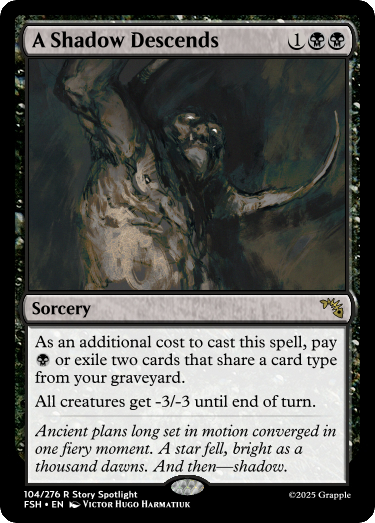 A Shadow Descends 1
Sorcery
As an additional cost to cast this spell, pay
or exile two cards that share a card type
from your graveyard.
All creatures get -3/-3 until end of turn.
Ancient plans long set in motion converged in
one fiery moment. A star fell, bright as a
thousand dawns. And then—shadow.
104/276 R Story Spotlight
FSH • EN Victor Hugo Harmatiuk
©2025 Grapple